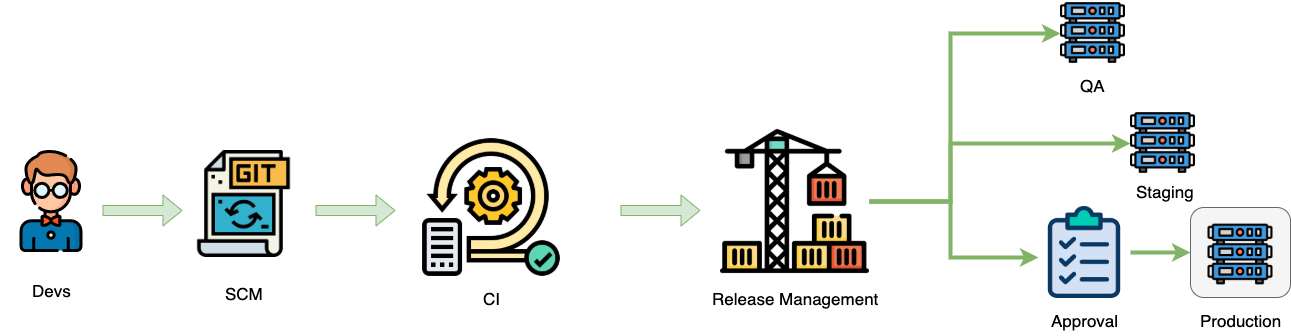 GIT
Devs
SCM
CI
Release Management
QA
Staging
Approval
Production